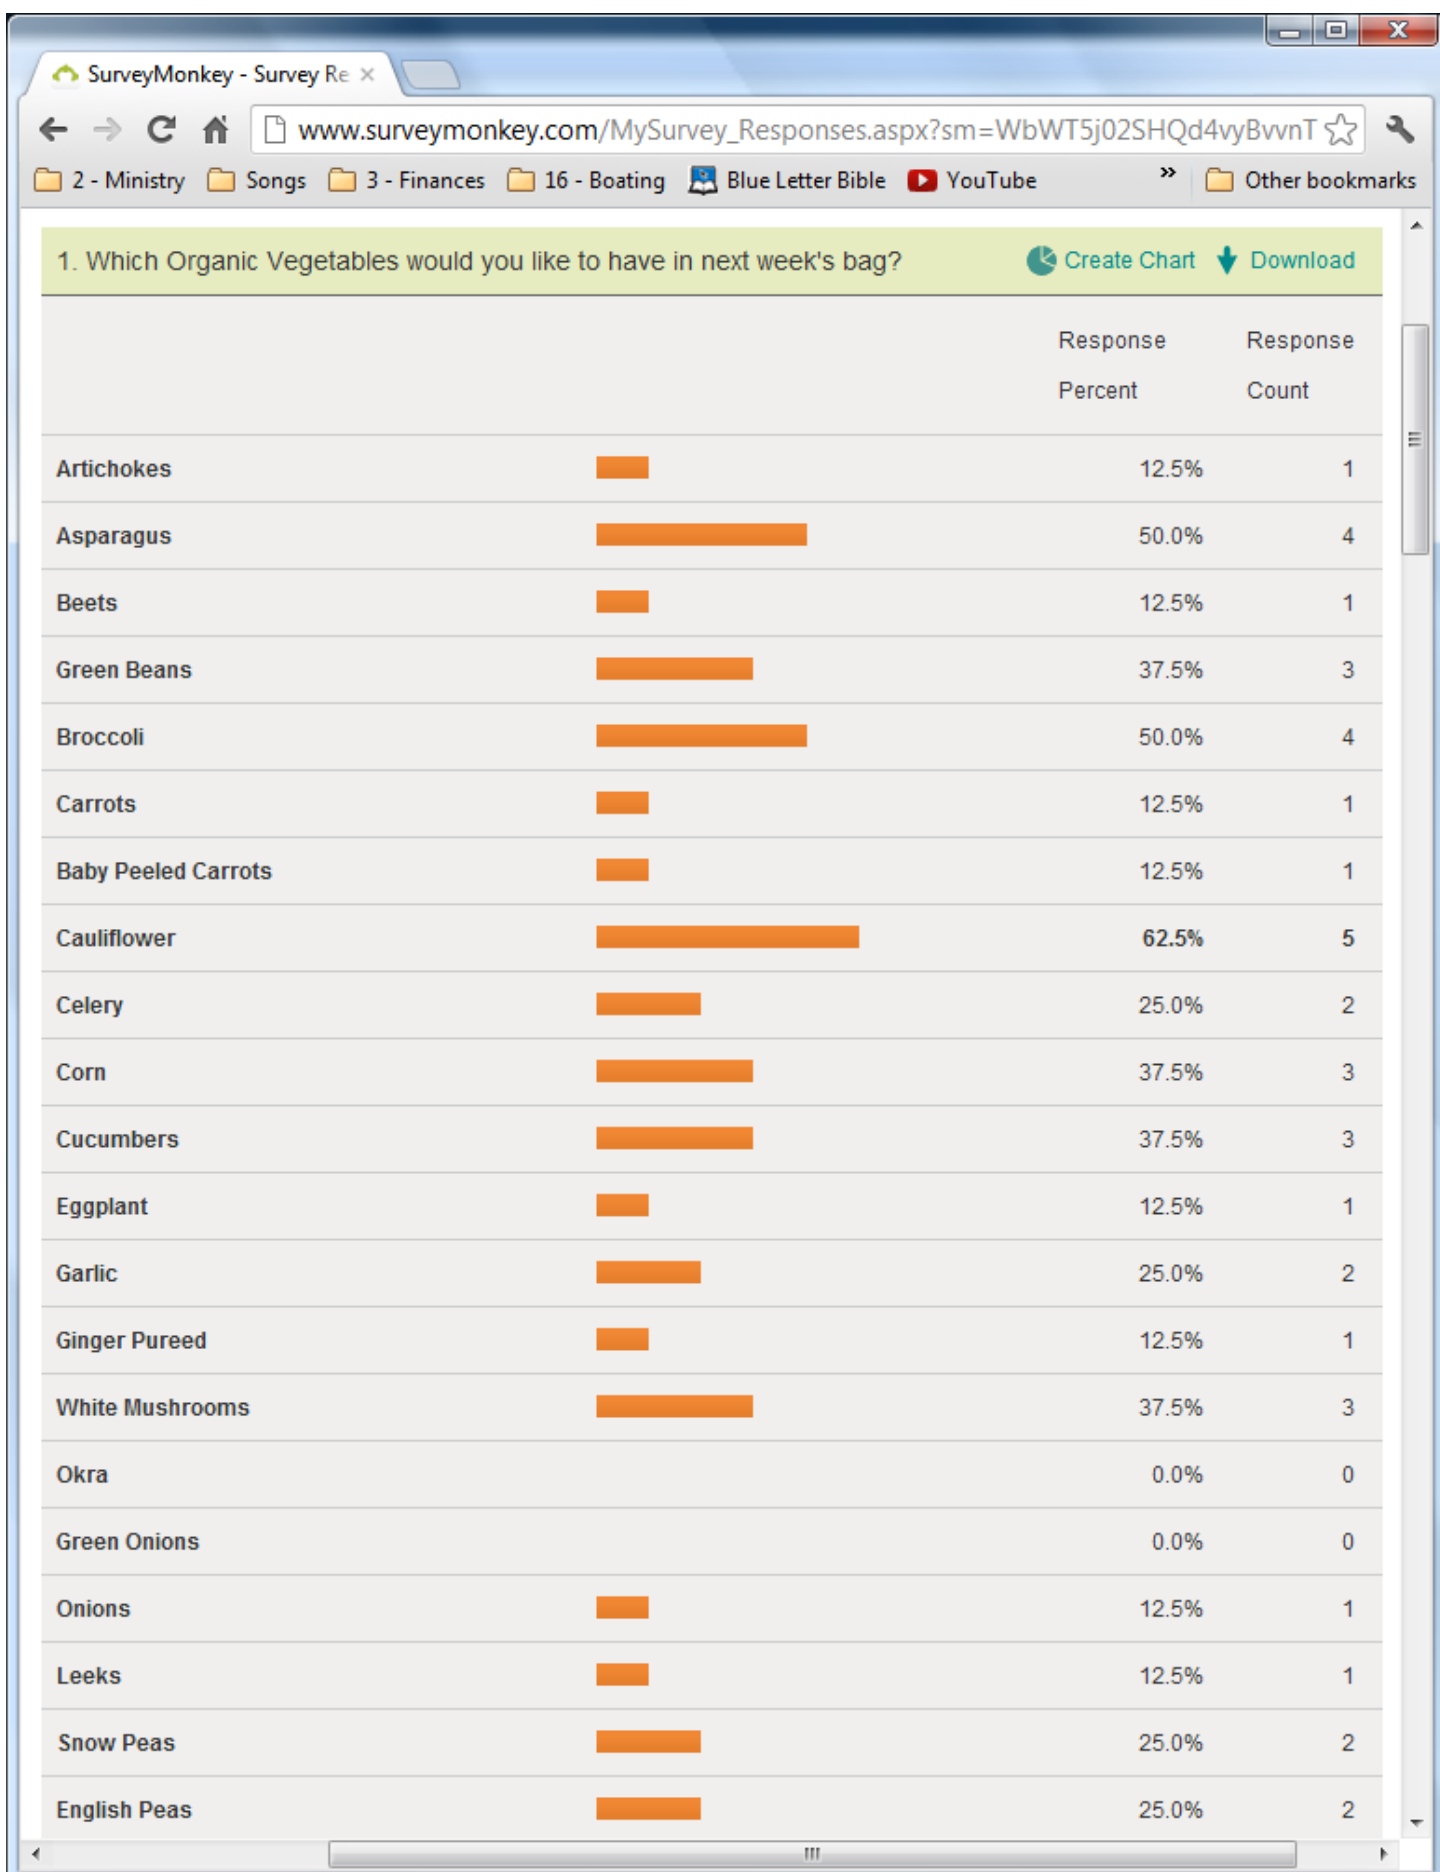 SurveyMonkey - Survey Re
www.surveymonkey.com/MySurvey_Responses.aspx?sm=WbWT5j02SHQd4vyBvvnT
2 - Ministry Songs 3 - Finances 16 - Boating Blue Letter Bible YouTube » Other bookmarks
1. Which Organic Vegetables would you like to have in next week's bag? Create Chart Download
Response Response
Percent Count
Artichokes 12.5% 1
Asparagus 50.0% 4
Beets 12.5% 1
Green Beans 37.5% 3
Broccoli 50.0% 4
Carrots 12.5% 1
Baby Peeled Carrots 12.5% 1
Cauliflower 62.5% 5
Celery 25.0% 2
Corn 37.5% 3
Cucumbers 37.5% 3
Eggplant 12.5% 1
Garlic 25.0% 2
Ginger Pureed 12.5% 1
White Mushrooms 37.5% 3
Okra 0.0% 0
Green Onions 0.0% 0
Onions 12.5% 1
Leeks 12.5% 1
Snow Peas 25.0% 2
English Peas 25.0% 2